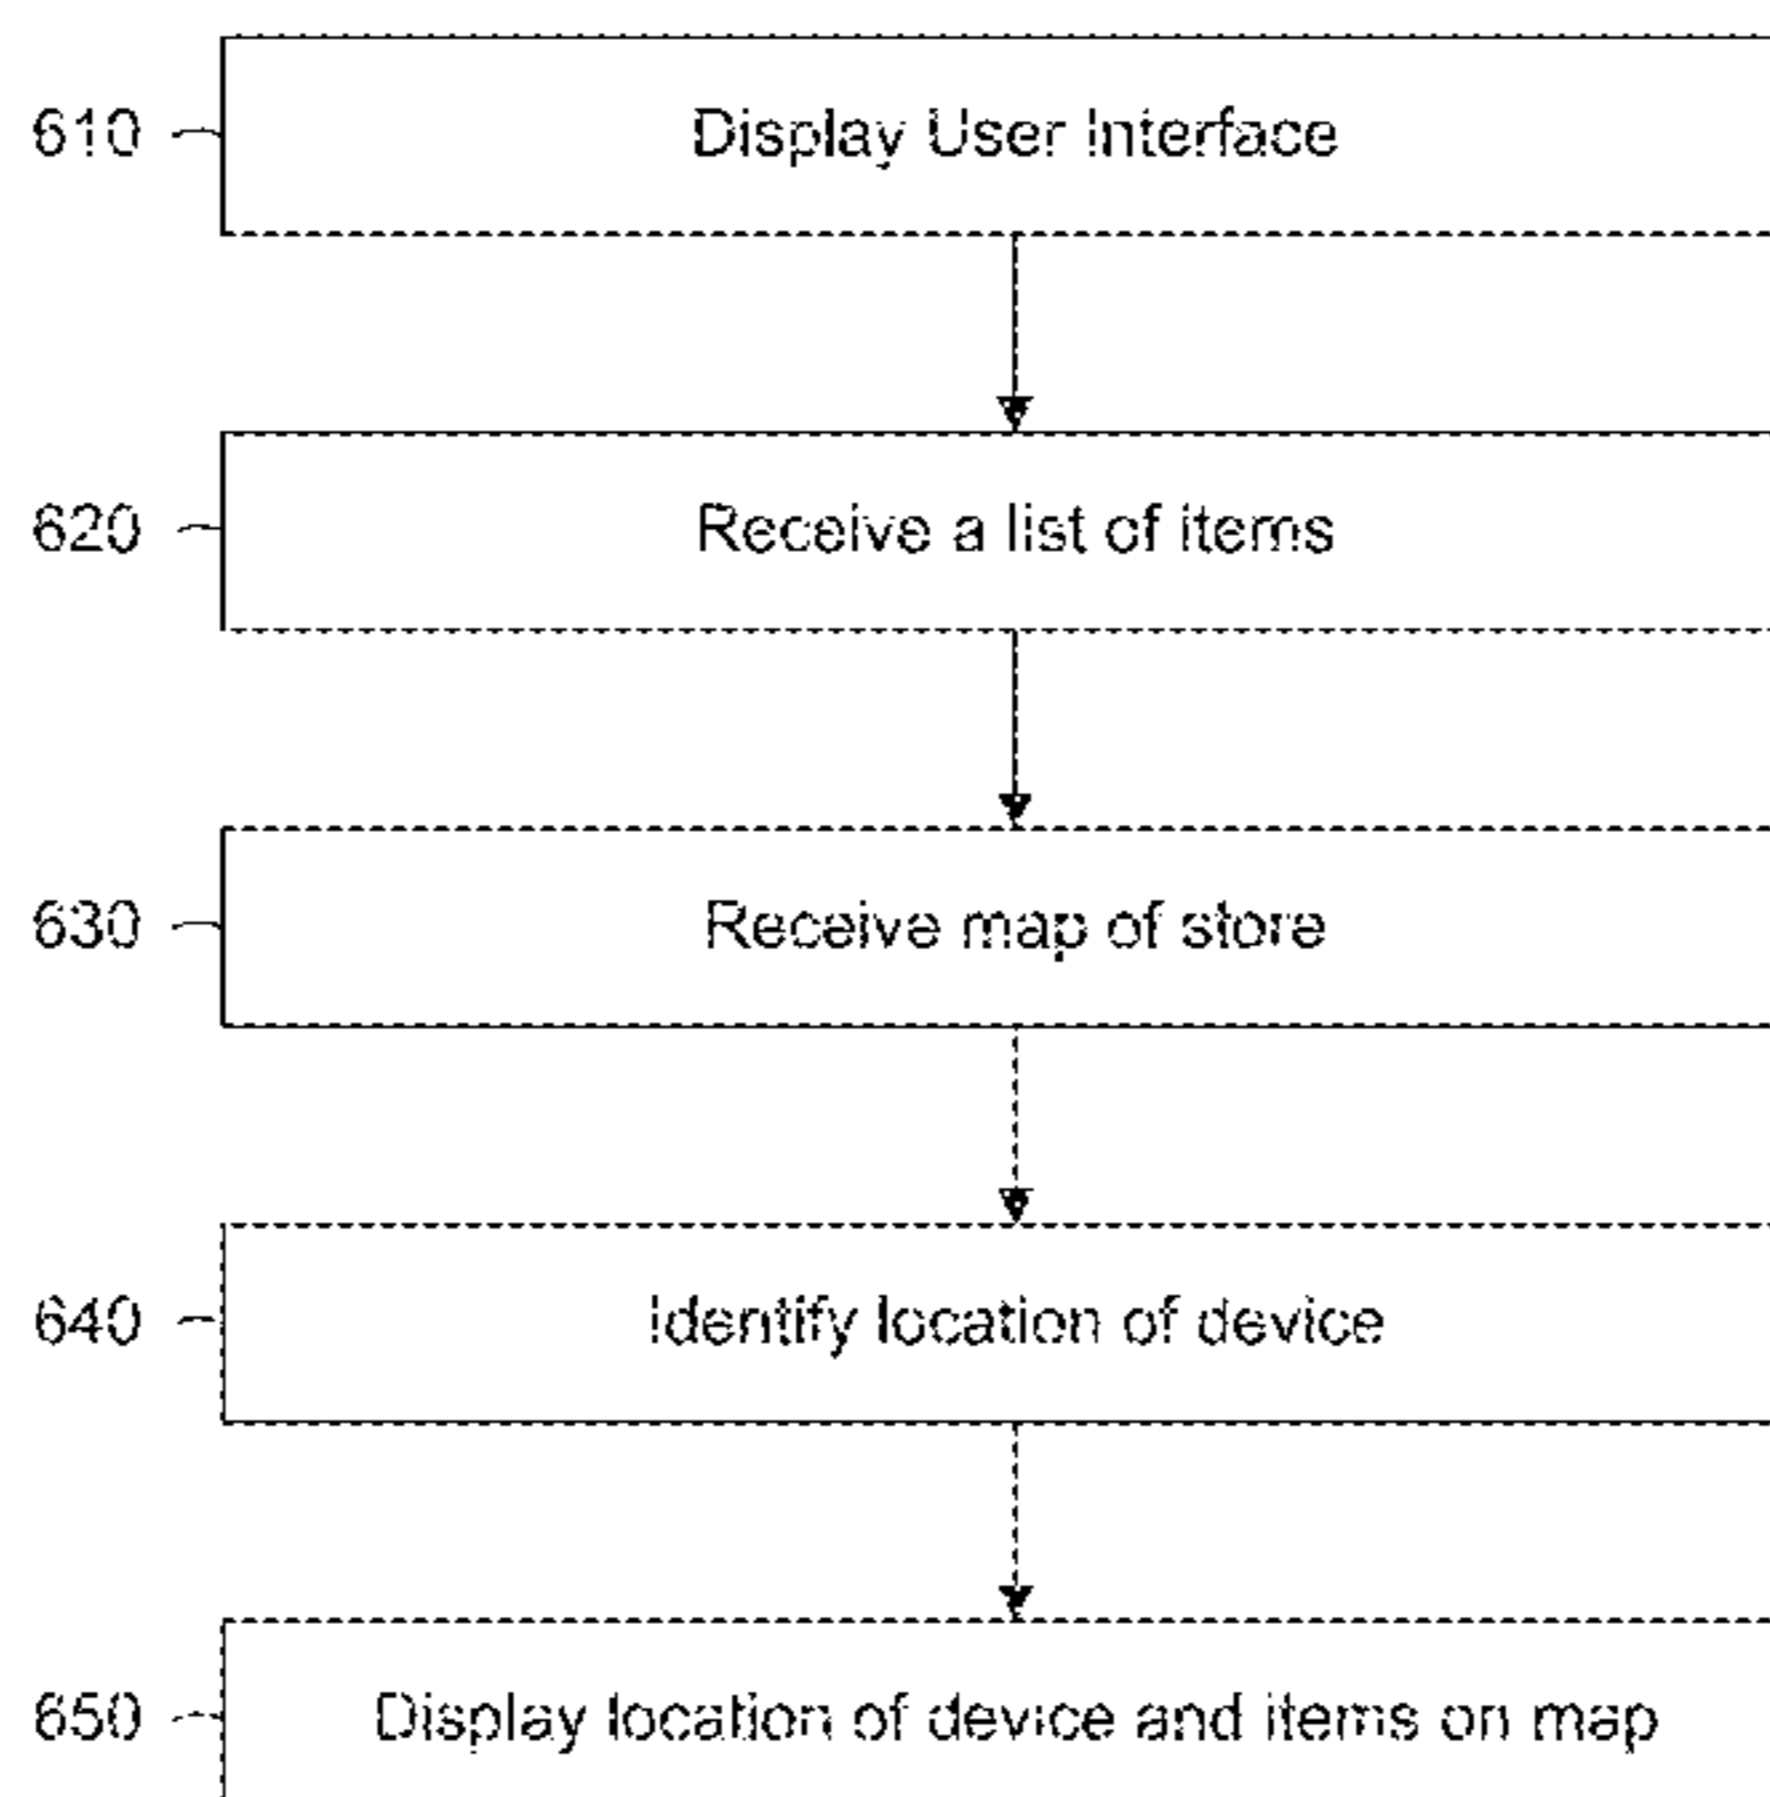 610 Display User Interface
620 Receive a list of items
630 Receive map of store
640 Identify location of device
650 Display location of device and items on map